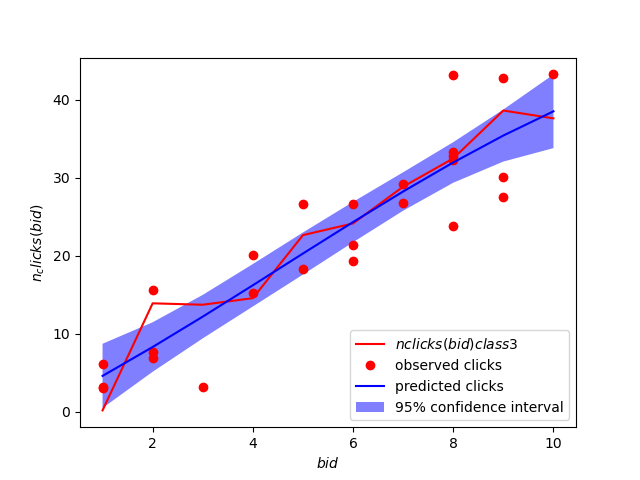 40
30
20
10
0
n_clicks(bid)
2
4
6
8
10
bid
nclicks(bid)class3
observed clicks
predicted clicks
95% confidence interval